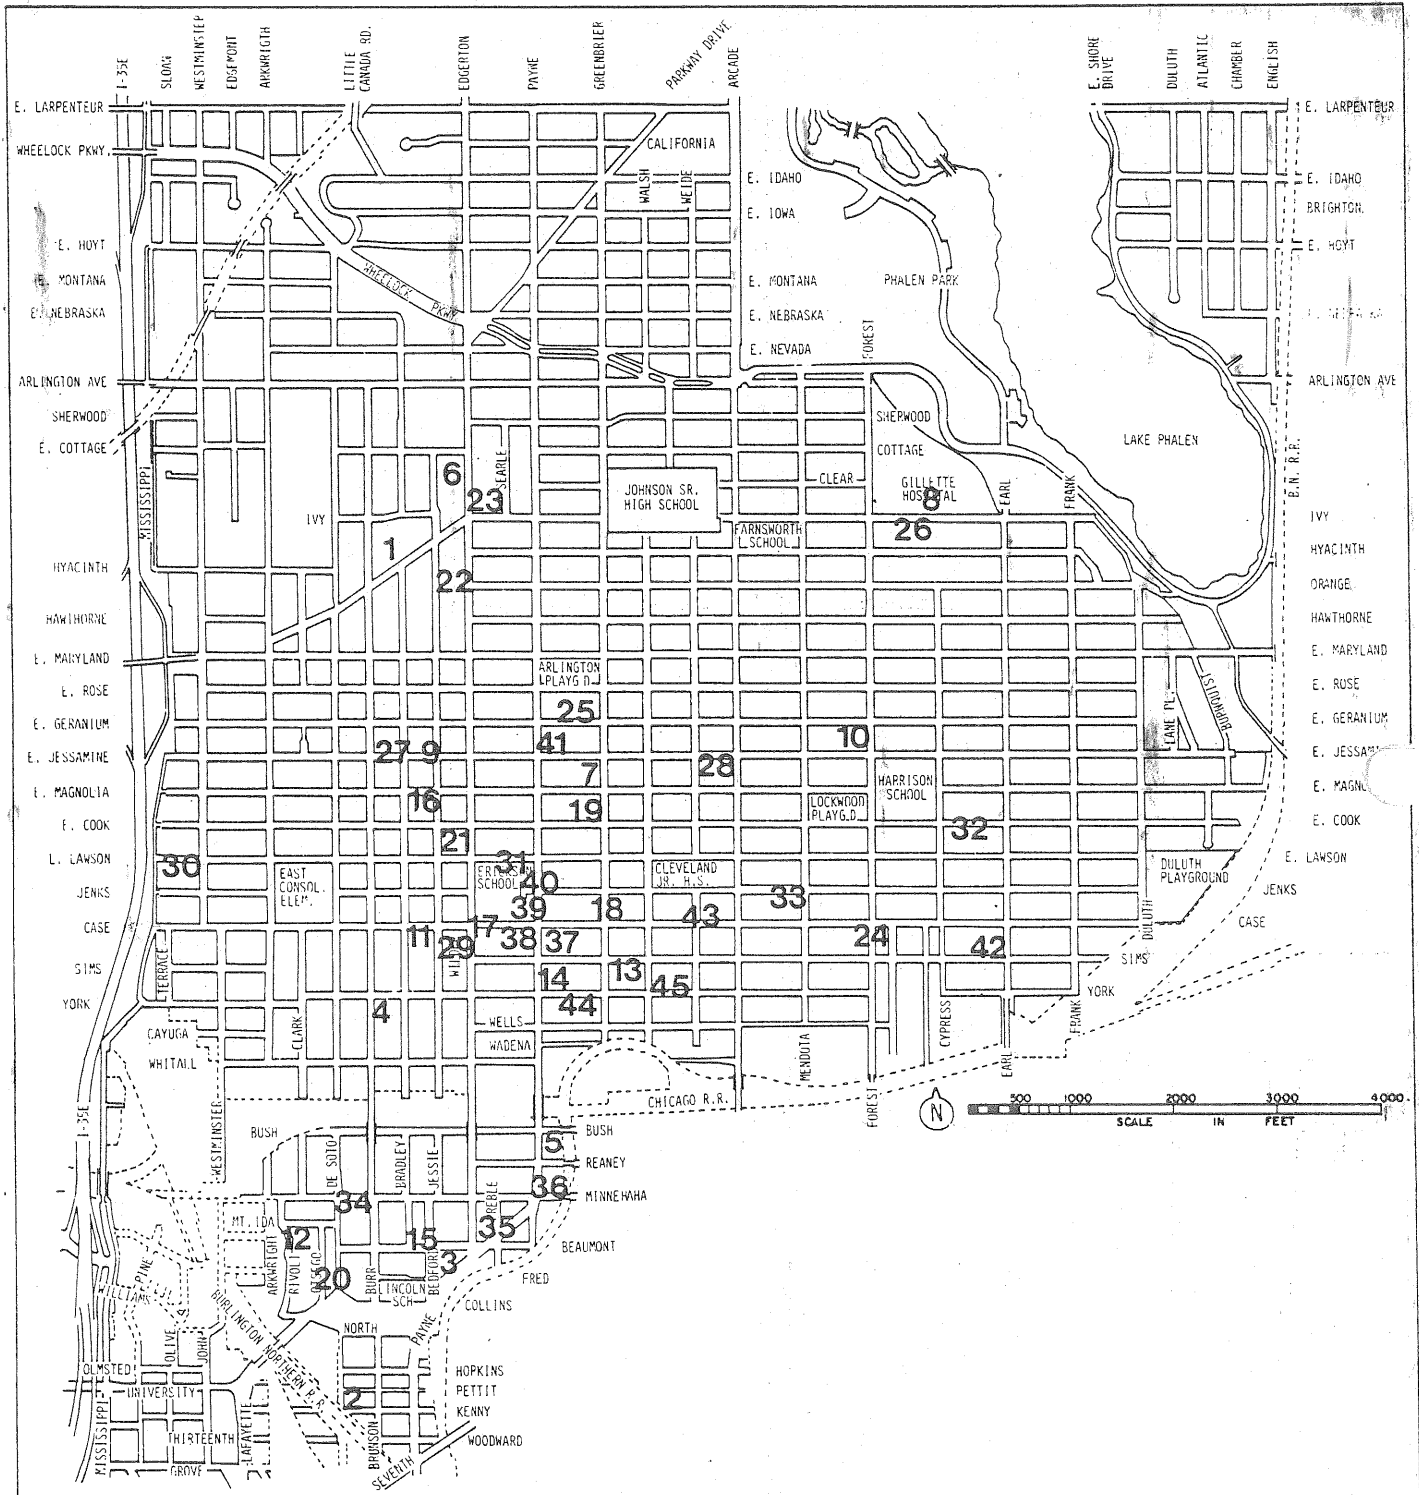 I-35E
SLOAN
WESTMINSTER
EDGEMONT
ARKWRIGTH
LITTLE
CANADA RD.
EDGERTON
PAYNE
GREENBRIER
PARKWAY DRIVE
ARCADE
E. SHORE
DRIVE
DULUTH
ATLANTIC
CHAMBER
ENGLISH
E. LARPENTEUR
E. LARPENTEUR
WHEELOCK PKWY.
CALIFORNIA
WALSH
WEIDE
E. IDAHO
E. IDAHO
E. IOWA
BRIGHTON
E. HOYT
E. HOYT
WHEELOCK PKWY
E. MONTANA
E. MONTANA
PHALEN PARK
E. NEBRASKA
E. NEBRASKA
E. NEVADA
FOREST
ARLINGTON AVE
ARLINGTON AVE
SHERWOOD
SHERWOOD
E. COTTAGE
COTTAGE
LAKE PHALEN
B.N. R.R.
MISSISSIPPI
6
23
SEARLE
JOHNSON SR.
HIGH SCHOOL
CLEAR
GILLETTE
HOSPITAL
8
EARL
FRANK
IVY
IVY
FARNSWORTH
SCHOOL
26
1
HYACINTH
HYACINTH
22
ORANGE
HAWTHORNE
HAWTHORNE
E. MARYLAND
E. MARYLAND
ARLINGTON
PLAYG'D.
E. ROSE
E. ROSE
LANE PL.
BURNQUIST
25
E. GERANIUM
E. GERANIUM
27
9
41
10
E. JESSAMINE
7
28
E. MAGNOLIA
HARRISON
SCHOOL
16
19
LOCKWOOD
PLAYG.D.
E. COOK
E. COOK
32
21
L. LAWSON
E. LAWSON
30
EAST
CONSOL.
ELEM.
31
SCHOOL
40
CLEVELAND
JR. H.S.
DULUTH
PLAYGROUND
JENKS
JENKS
33
39
18
43
CASE
CASE
DULUTH
11
29
17
38
37
24
42
SIMS
SIMS
TERRACE
14
13
45
YORK
YORK
4
44
CAYUGA
CLARK
WELLS
CYPRESS
FRANK
WHITALL
WADENA
MENDOTA
EARL
CHICAGO R.R.
FOREST
N
500 1000 2000 3000 4000
SCALE IN FEET
I-35E
WESTMINSTER
BUSH
BUSH
5
DE SOTO
BRADLEY
JESSIE
REANEY
36
MINNEHAHA
34
PREBLE
35
MT. IDA
12
15
BEAUMONT
ARKWRIGHT
RIVOLI
OTSEGO
20
BURR
LINCOLN
SCH
BEDFORD
3
FRED
PINE
WILLIAMS
COLLINS
BURLINGTON NORTHERN R.R.
OLIVE
JOHN
NORTH
PAYNE
OLMSTED
HOPKINS
UNIVERSITY
2
PETTIT
KENNY
MISSISSIPPI
THIRTEENTH
LAFAYETTE
BRUNSON
WOODWARD
GROVE
SEVENTH